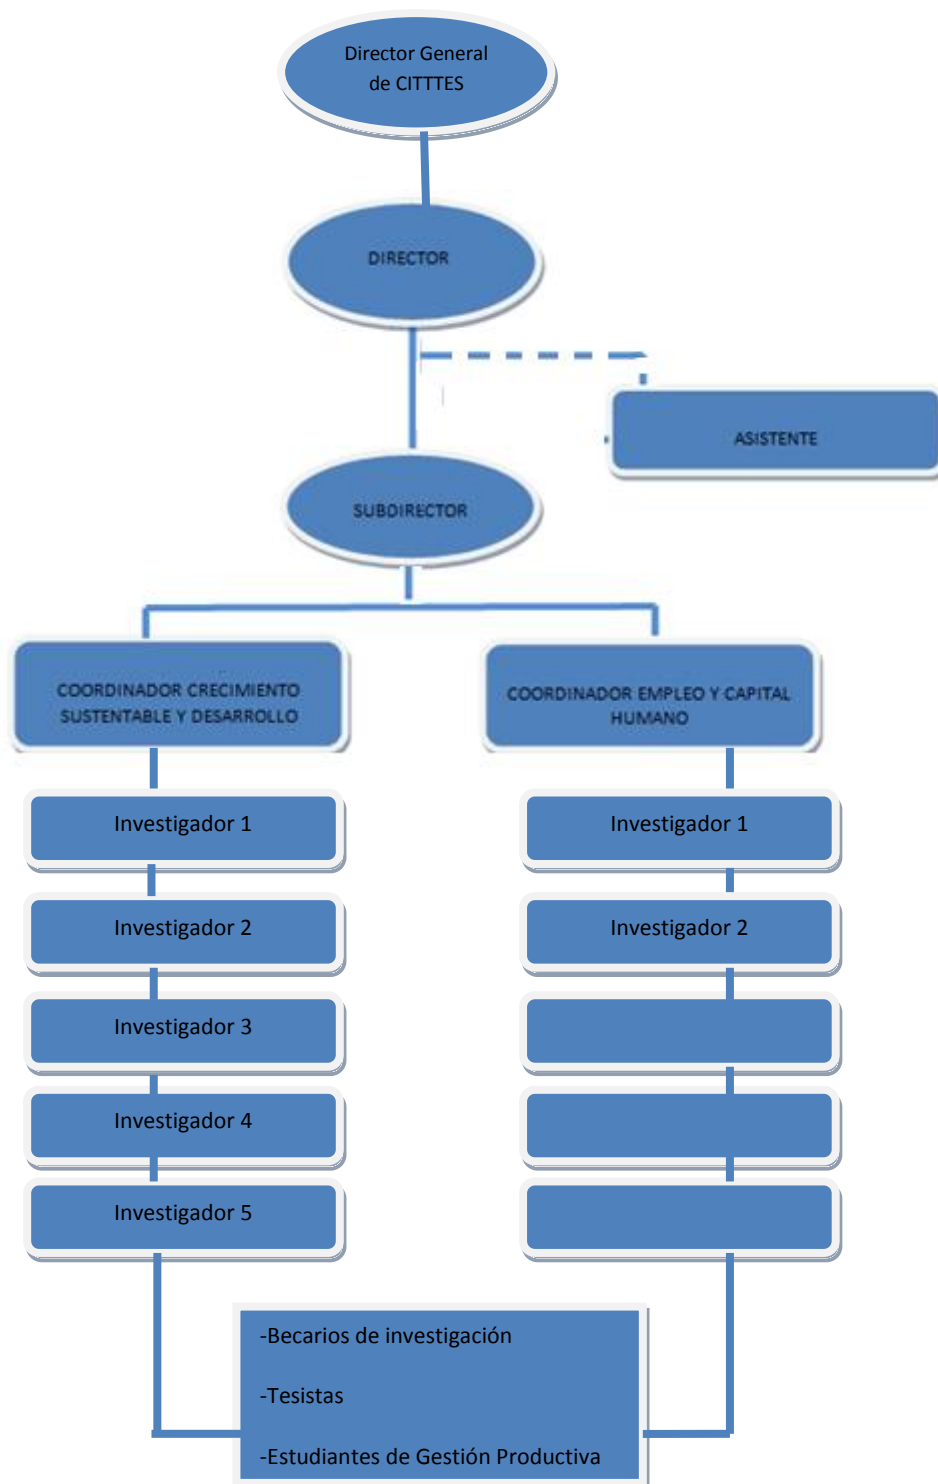 Director General
de CITTTES
DIRECTOR
ASISTENTE
SUBDIRECTOR
COORDINADOR CRECIMIENTO
SUSTENTABLE Y DESARROLLO
COORDINADOR EMPLEO Y CAPITAL
HUMANO
Investigador 1
Investigador 1
Investigador 2
Investigador 2
Investigador 3
Investigador 4
Investigador 5
-Becarios de investigación
-Tesistas
-Estudiantes de Gestión Productiva